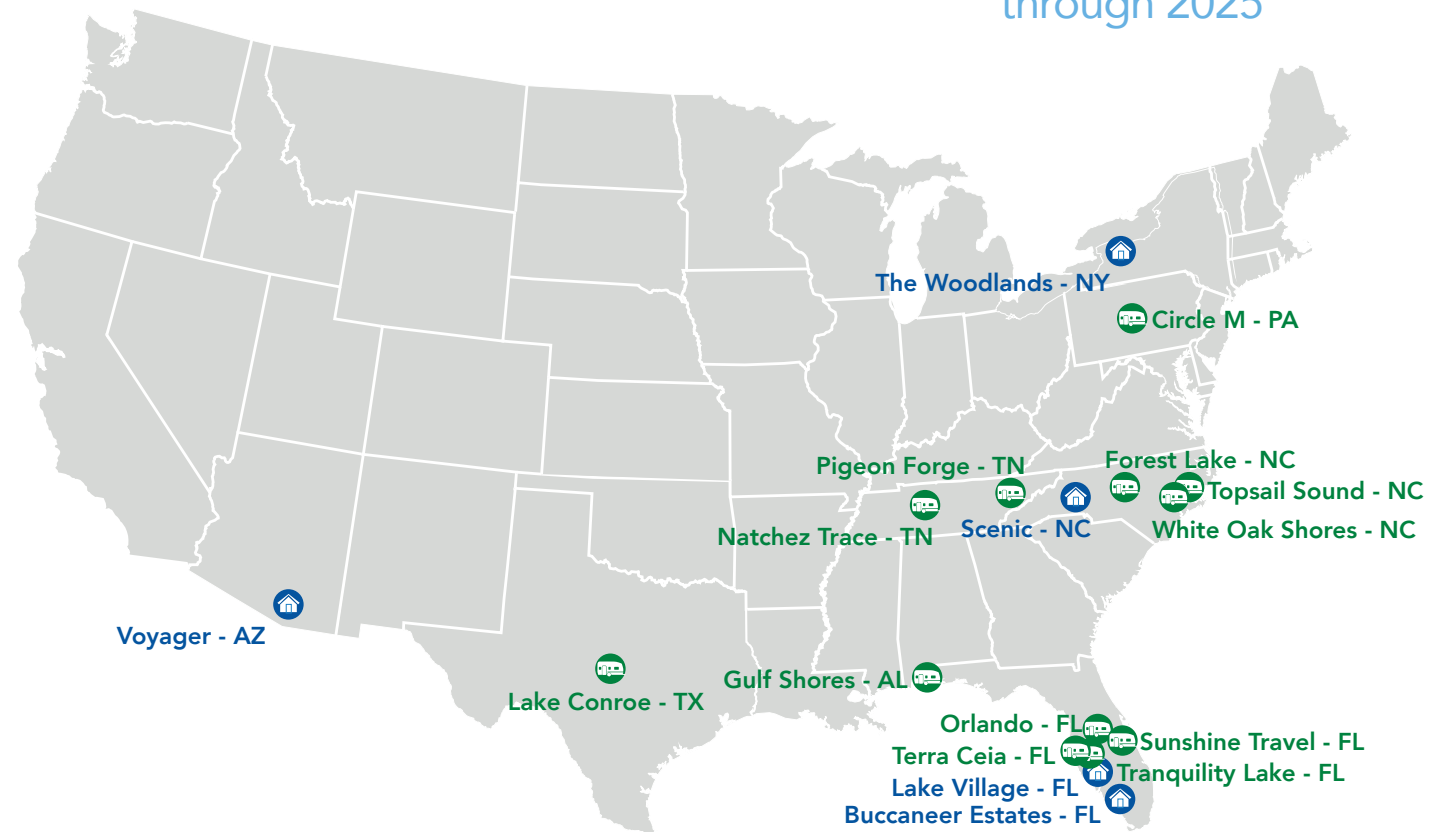 through 2025
The Woodlands - NY
Circle M - PA
Pigeon Forge - TN
Forest Lake - NC
Topsail Sound - NC
Natchez Trace - TN
Scenic - NC
White Oak Shores - NC
Voyager - AZ
Gulf Shores - AL
Lake Conroe - TX
Orlando - FL
Sunshine Travel - FL
Terra Ceia - FL
Tranquility Lake - FL
Lake Village - FL
Buccaneer Estates - FL